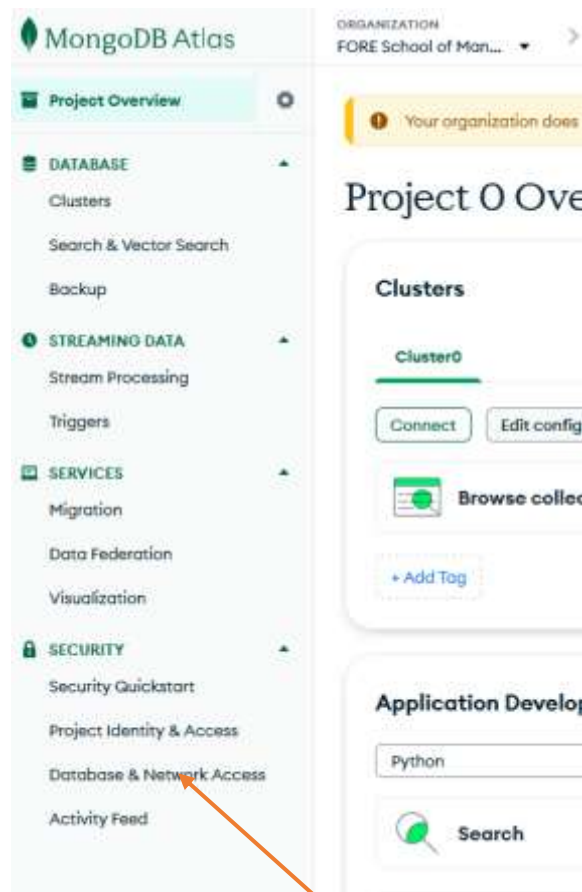 MongoDB Atlas
Project Overview
DATABASE
Clusters
Search & Vector Search
Backup
STREAMING DATA
Stream Processing
Triggers
SERVICES
Migration
Data Federation
Visualization
SECURITY
Security Quickstart
Project Identity & Access
Database & Network Access
Activity Feed
ORGANIZATION
FORE School of Man...
Your organization does
Project 0 Ove
Clusters
Cluster0
Connect
Edit config
Browse collec
+ Add Tag
Application Develop
Python
Search